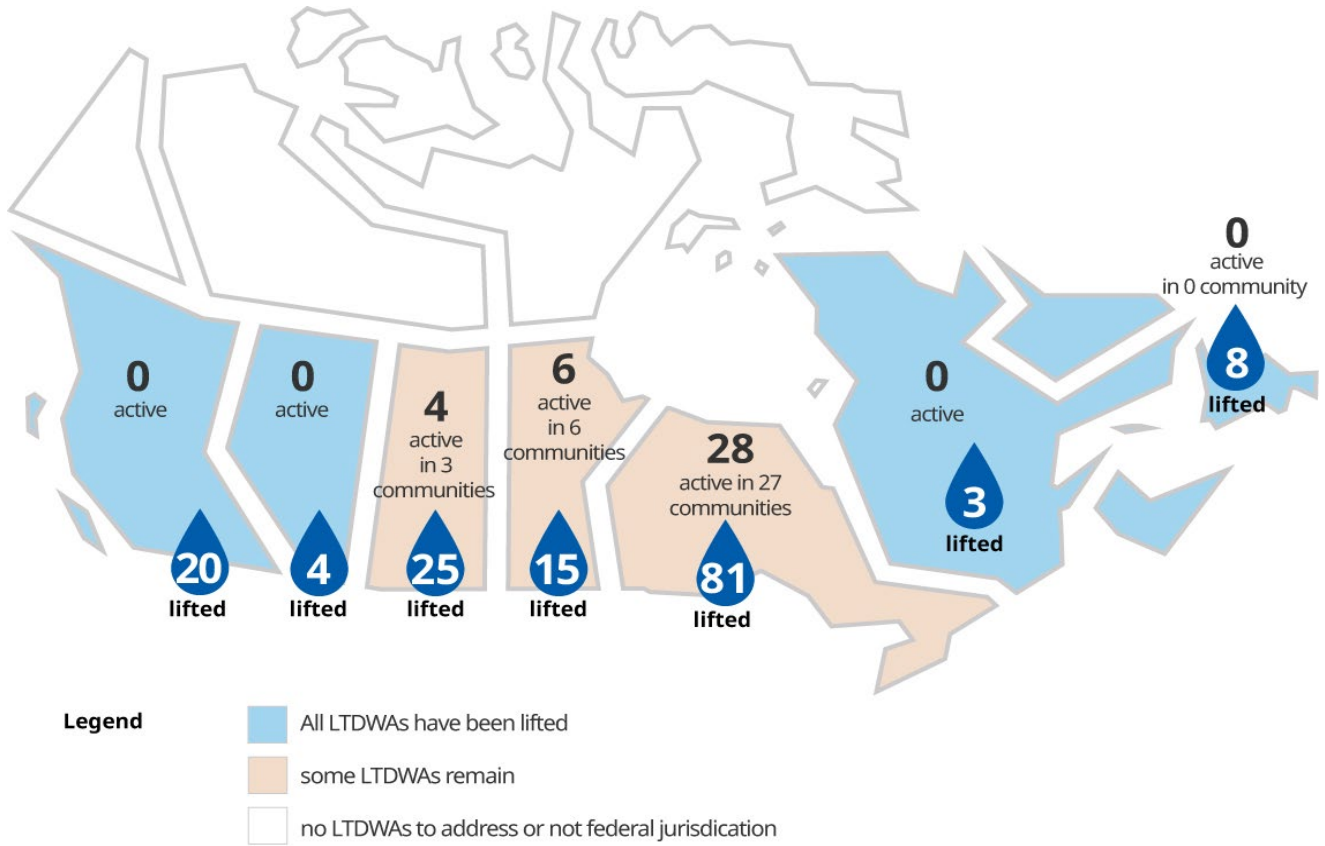 0
active
in 0 community
8
lifted
0
active
20
lifted
0
active
4
lifted
4
active
in 3
communities
25
lifted
6
active
in 6
communities
15
lifted
28
active in 27
communities
81
lifted
0
active
3
lifted
Legend
All LTDWAs have been lifted
some LTDWAs remain
no LTDWAs to address or not federal jurisdication